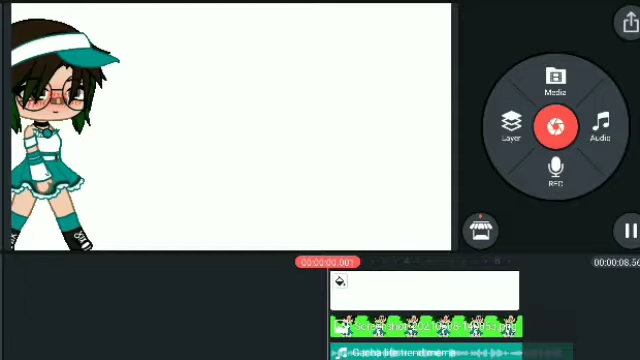 Media
Layer
Audio
REC
00:00:00.001
00:00:08.56
Gacha life trend meme